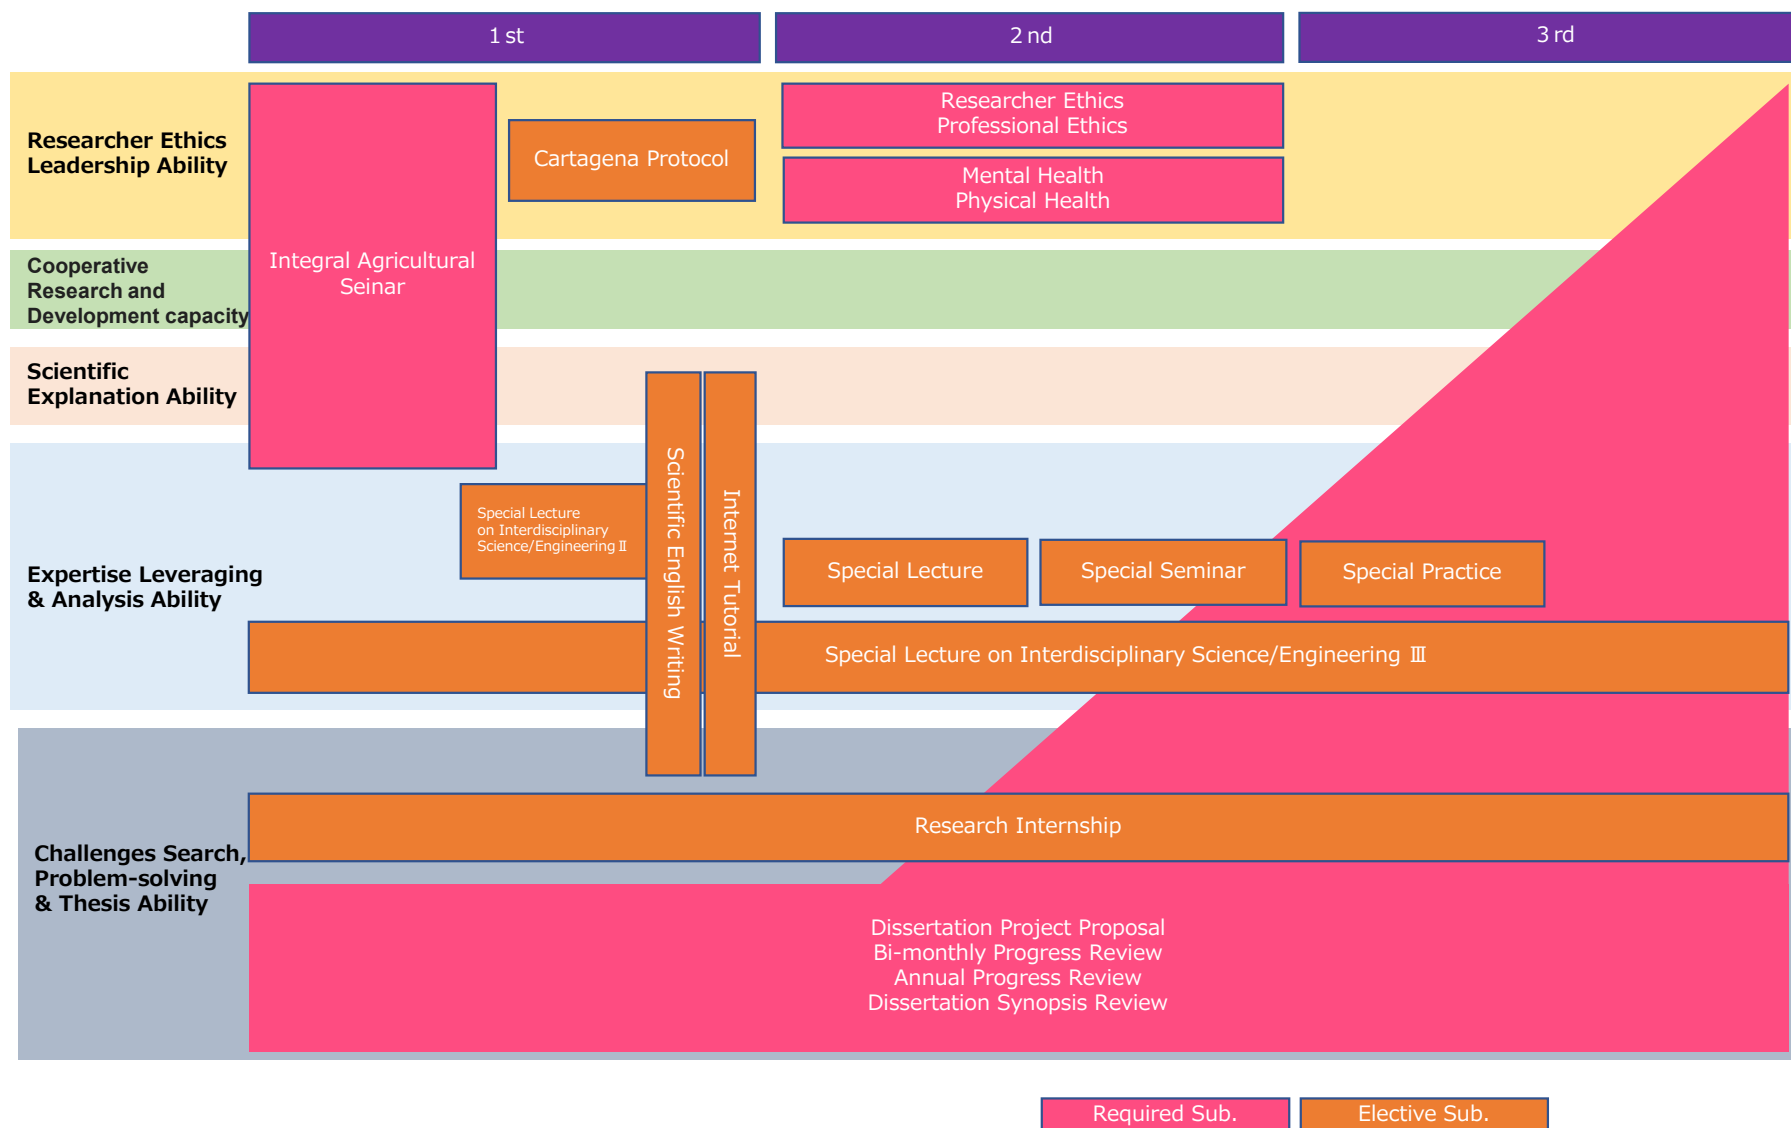 1 st
2 nd
3 rd
Researcher Ethics
Leadership Ability
Integral Agricultural
Seinar
Cartagena Protocol
Researcher Ethics
Professional Ethics
Mental Health
Physical Health
Cooperative
Research and
Development capacity
Scientific
Explanation Ability
Expertise Leveraging
& Analysis Ability
Special Lecture
on Interdisciplinary
Science/Engineering Ⅱ
Scientific English Writing
Internet Tutorial
Special Lecture
Special Seminar
Special Practice
Special Lecture on Interdisciplinary Science/Engineering Ⅲ
Challenges Search,
Problem-solving
& Thesis Ability
Research Internship
Dissertation Project Proposal
Bi-monthly Progress Review
Annual Progress Review
Dissertation Synopsis Review
Required Sub.
Elective Sub.